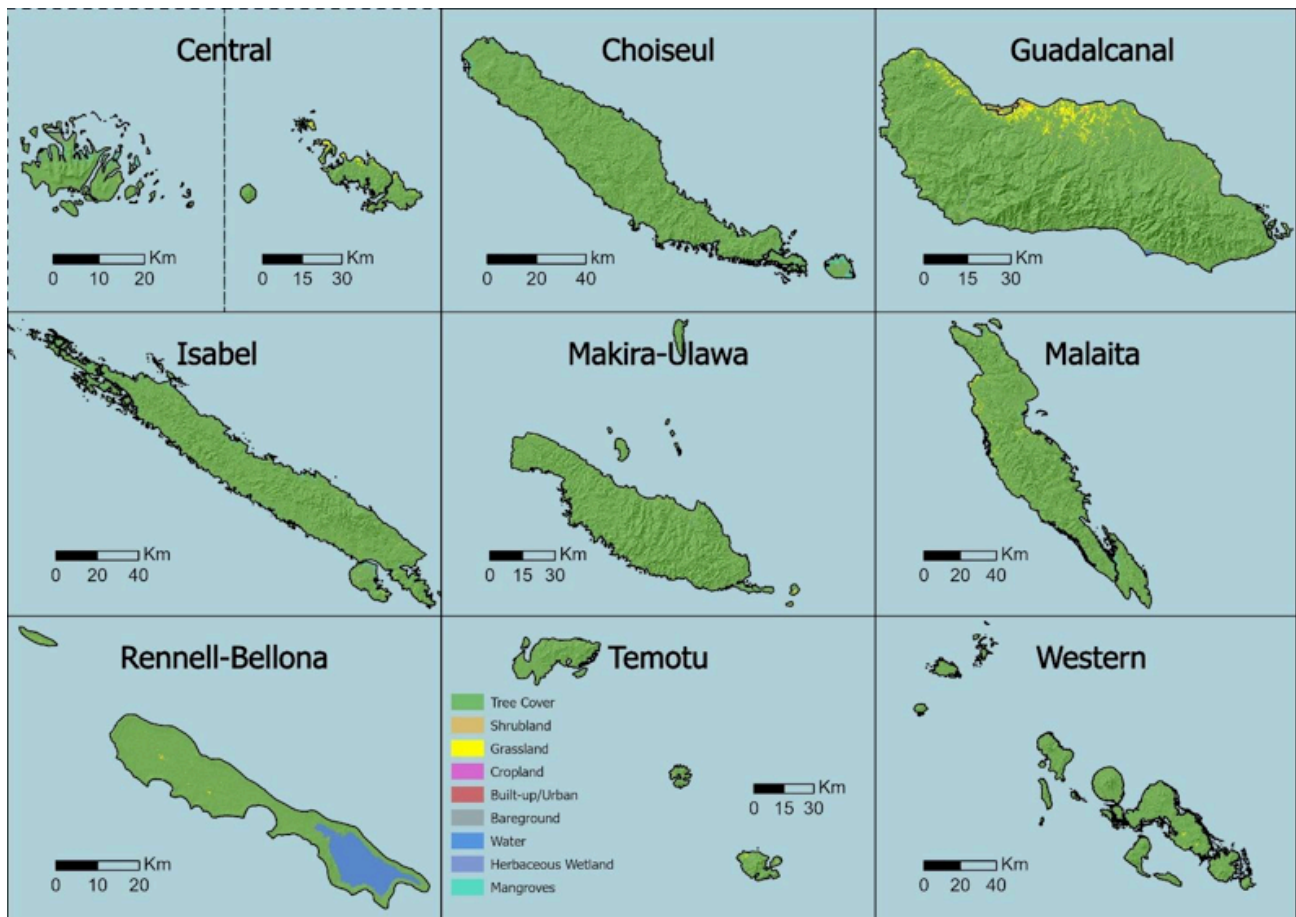 Central
Km
0 10 20
Km
0 15 30
Choiseul
km
0 20 40
Guadalcanal
Km
0 15 30
Isabel
Km
0 20 40
Makira-Ulawa
Km
0 15 30
Malaita
Km
0 20 40
Rennell-Bellona
Km
0 10 20
Temotu
Tree Cover
Shrubland
Grassland
Cropland
Built-up/Urban
Bareground
Water
Herbaceous Wetland
Mangroves
Km
0 15 30
Western
Km
0 20 40